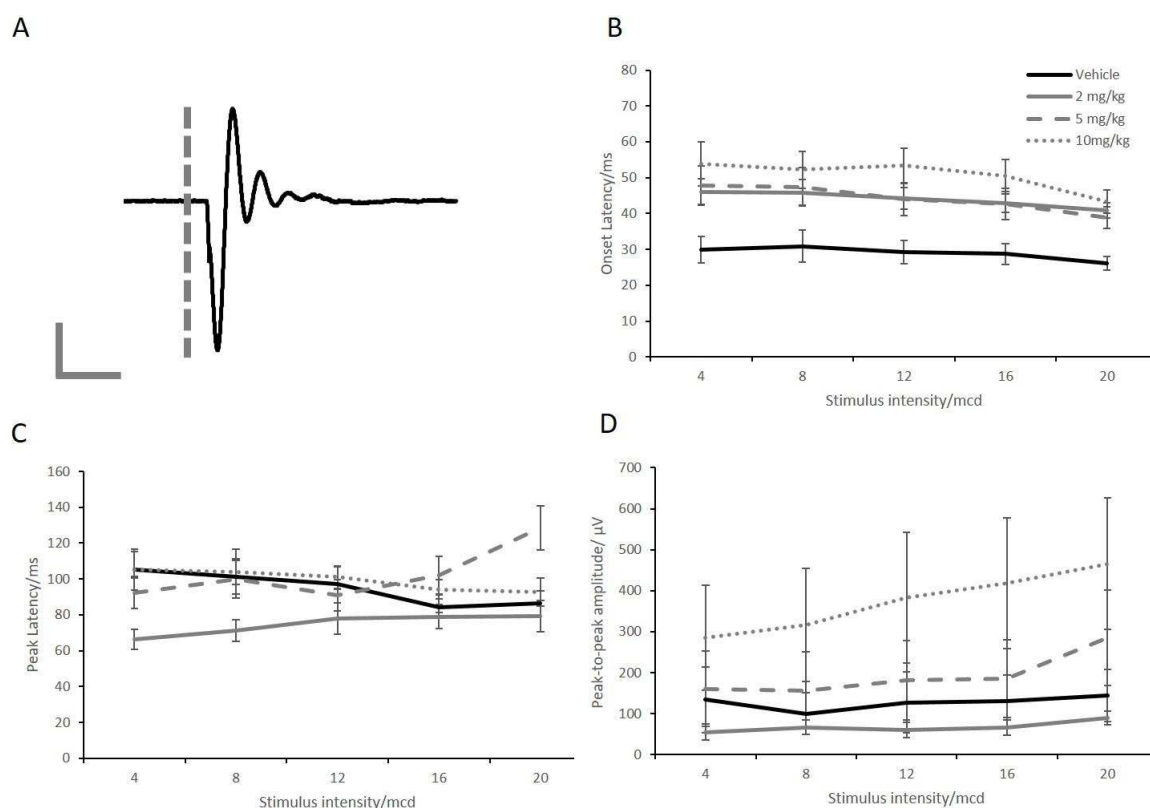 A
B
80
70
60
50
40
30
20
10
0
Onset Latency/ms
4 8 12 16 20
Stimulus intensity/mcd
Vehicle
2 mg/kg
5 mg/kg
10mg/kg
C
160
140
120
100
80
60
40
20
0
Peak Latency/ms
4 8 12 16 20
Stimulus intensity/mcd
D
700
600
500
400
300
200
100
0
Peak-to-peak amplitude/ µV
4 8 12 16 20
Stimulus intensity/mcd